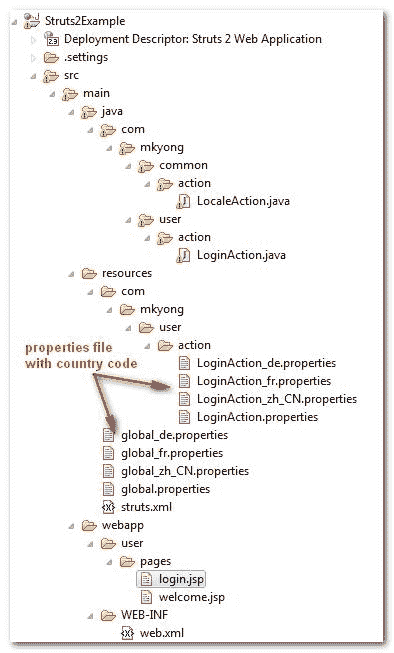 Struts2Example
Deployment Descriptor: Struts 2 Web Application
.settings
src
main
java
com
mkyong
common
action
LocaleAction.java
user
action
LoginAction.java
resources
com
mkyong
user
action
properties file
with country code
LoginAction_de.properties
LoginAction_fr.properties
LoginAction_zh_CN.properties
LoginAction.properties
global_de.properties
global_fr.properties
global_zh_CN.properties
global.properties
struts.xml
webapp
user
pages
login.jsp
welcome.jsp
WEB-INF
web.xml